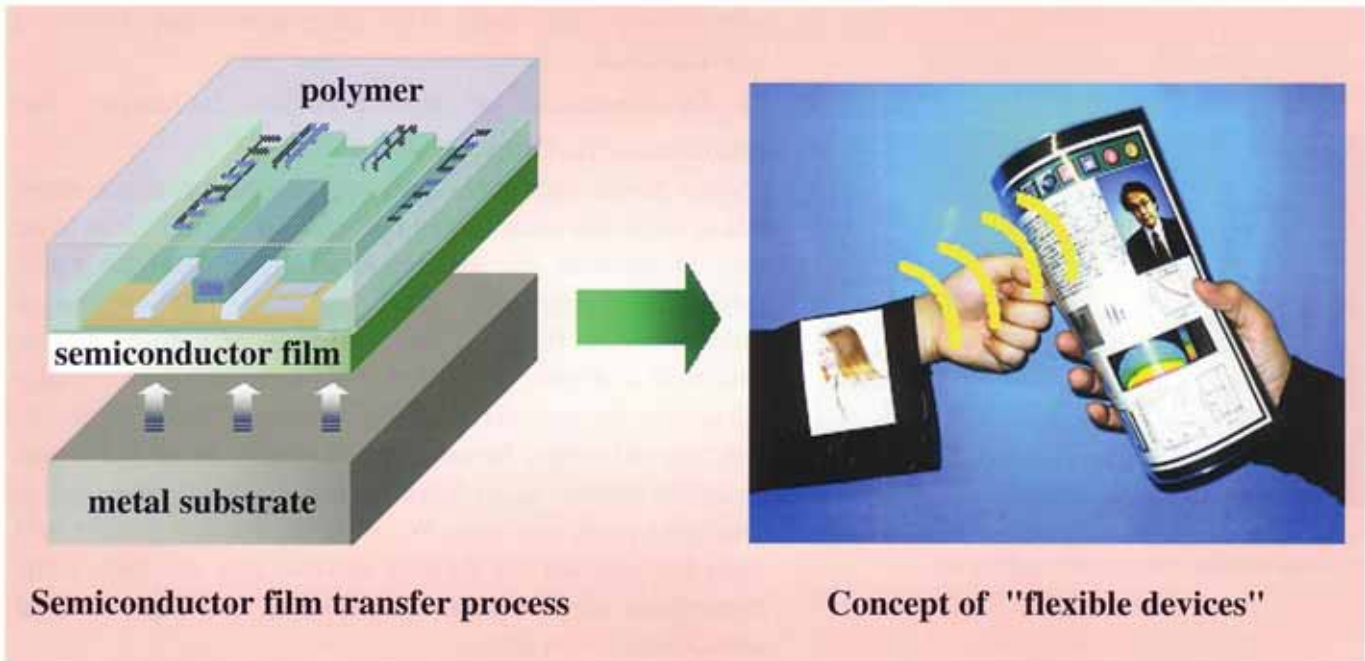 polymer
semiconductor film
metal substrate
Semiconductor film transfer process
Concept of "flexible devices"